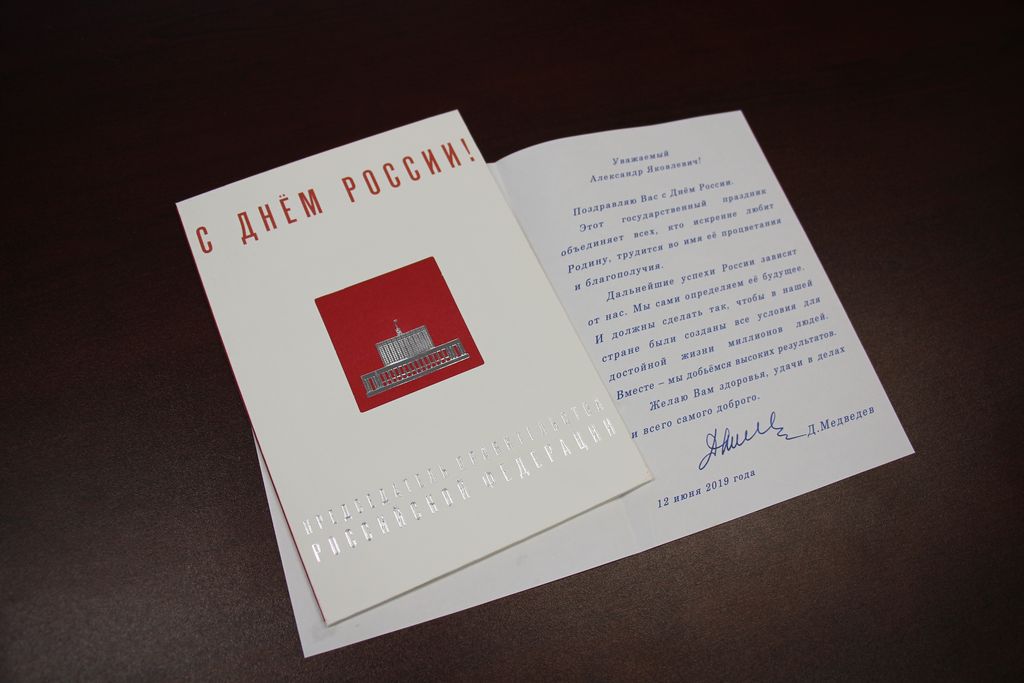 С ДНЁМ РОССИИ!
ПРЕДСЕДАТЕЛЬ ПРАВИТЕЛЬСТВА
РОССИЙСКОЙ ФЕДЕРАЦИИ
Уважаемый
Александр Яковлевич!
Поздравляю Вас с Днём России.
Этот государственный праздник
объединяет всех, кто искренне любит
Родину, трудится во имя её процветания
и благополучия.
Дальнейшие успехи России зависят
от нас. Мы сами определяем её будущее.
И должны сделать так, чтобы в нашей
стране были созданы все условия для
достойной жизни миллионов людей.
Вместе – мы добьёмся высоких результатов.
Желаю Вам здоровья, удачи в делах
и всего самого доброго.
Д.Медведев
12 июня 2019 года